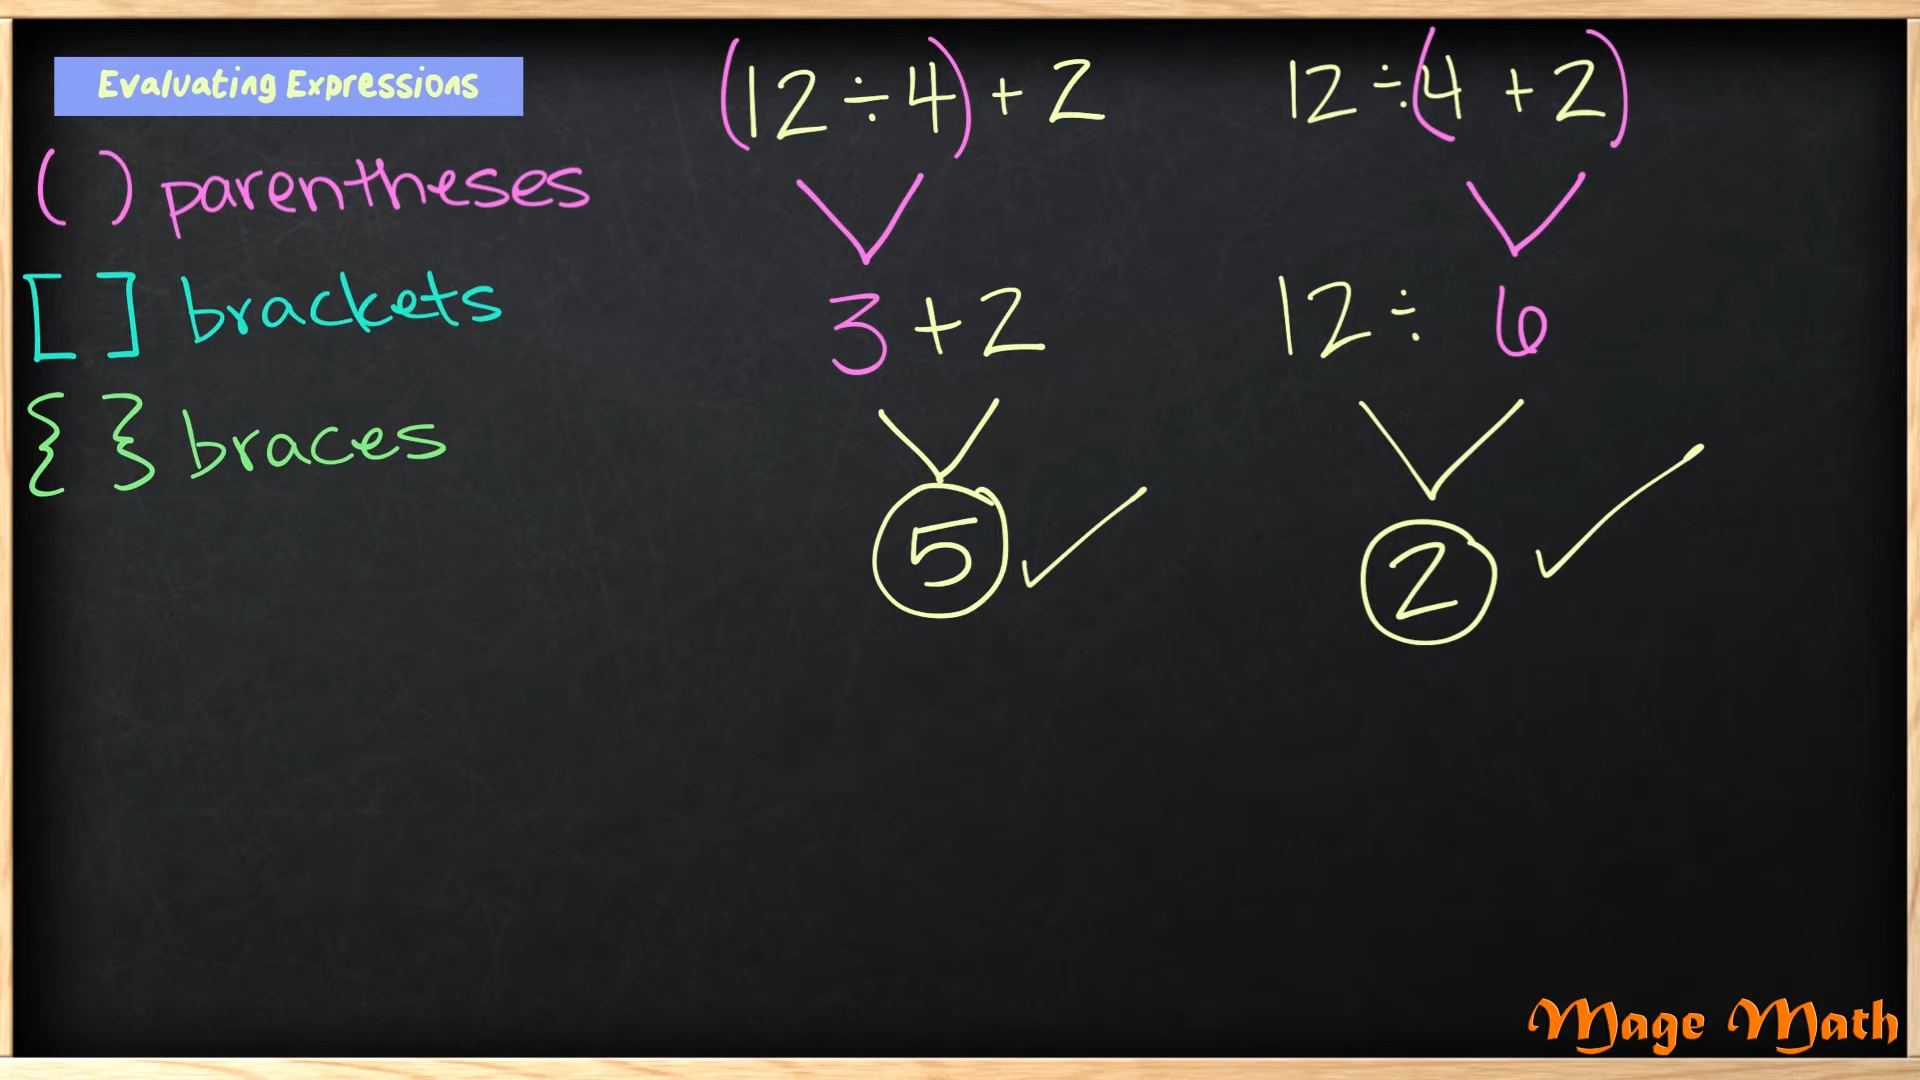 Evaluating Expressions
( ) parentheses
[ ] brackets
{ } braces
(12 ÷ 4) + 2
3 + 2
5
12 ÷ (4 + 2)
12 ÷ 6
2
Mage Math